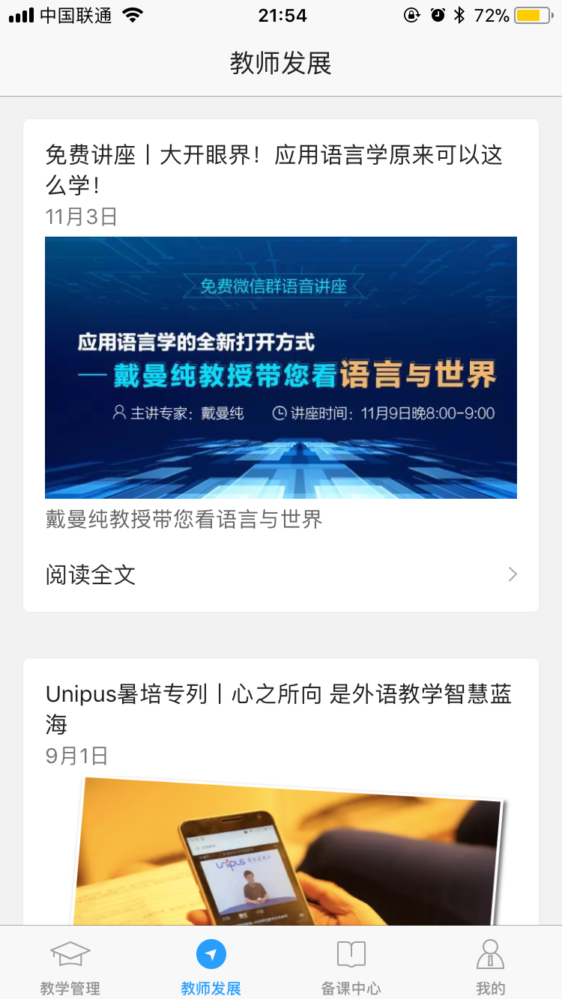 中国联通
21:54
72%
教师发展
免费讲座丨大开眼界！应用语言学原来可以这
么学！
11月3日
免费微信群语音讲座
应用语言学的全新打开方式
— 戴曼纯教授带您看语言与世界
主讲专家：戴曼纯 讲座时间：11月9日晚8:00-9:00
戴曼纯教授带您看语言与世界
阅读全文
Unipus暑培专列丨心之所向 是外语教学智慧蓝
海
9月1日
unipus
教学管理
教师发展
备课中心
我的